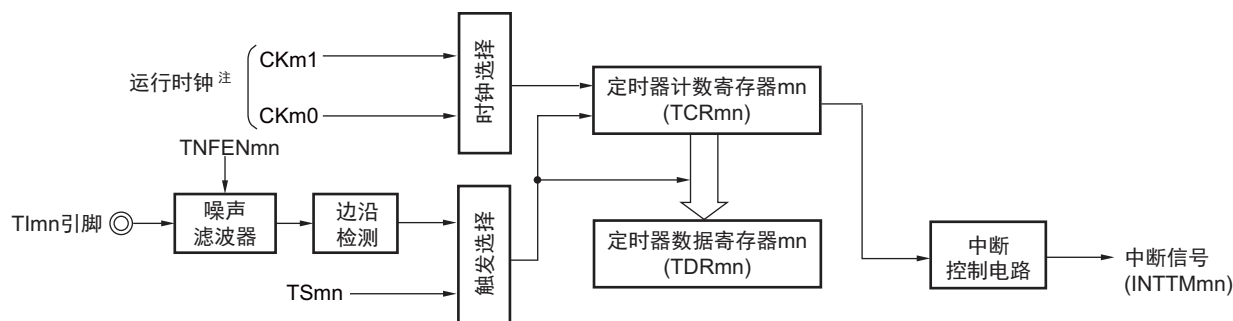 运行时钟 注
CKm1
CKm0
时钟选择
定时器计数寄存器mn
(TCRmn)
TNFENmn
TImn引脚
噪声
滤波器
边沿
检测
触发选择
TSmn
定时器数据寄存器mn
(TDRmn)
中断
控制电路
中断信号
(INTTMmn)